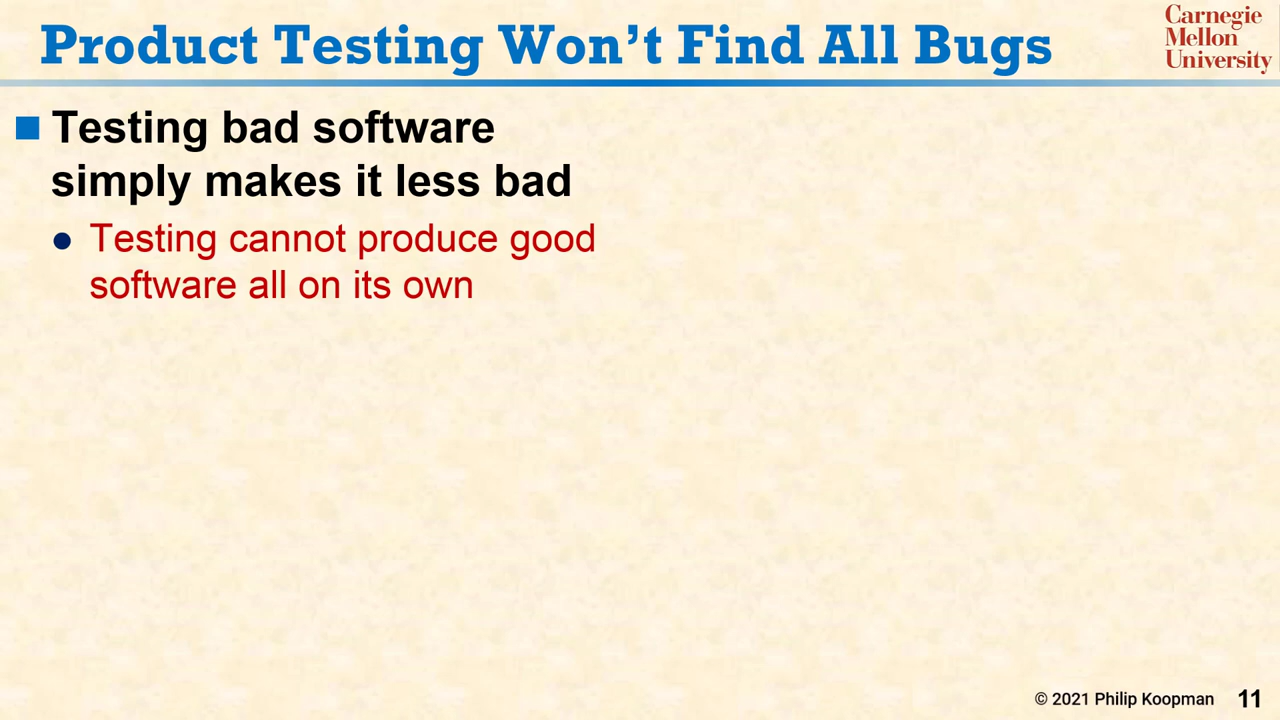 Product Testing Won’t Find All Bugs
Carnegie
Mellon
University
Testing bad software
simply makes it less bad
Testing cannot produce good
software all on its own
© 2021 Philip Koopman 11